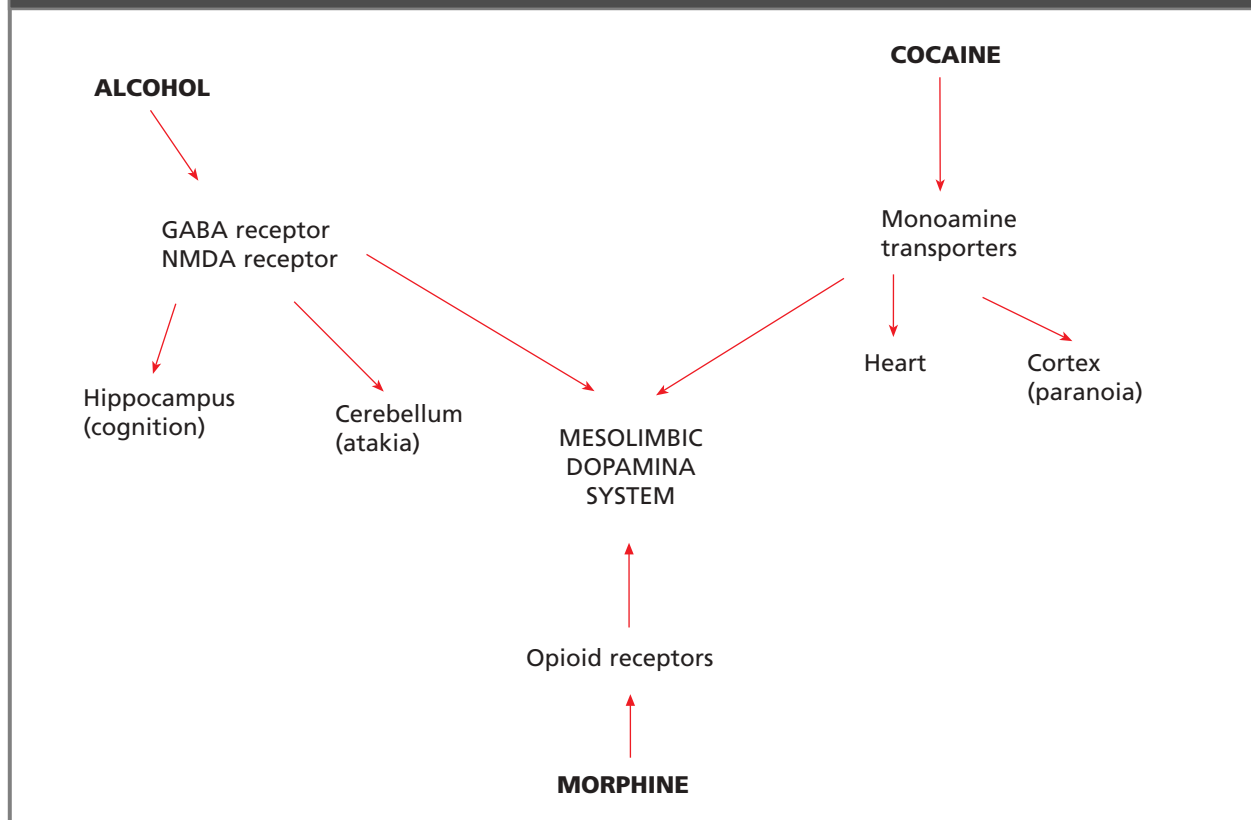 COCAINE
ALCOHOL
GABA receptor
NMDA receptor
Monoamine
transporters
Hippocampus
(cognition)
Cerebellum
(atakia)
Heart
Cortex
(paranoia)
MESOLIMBIC
DOPAMINA
SYSTEM
Opioid receptors
MORPHINE